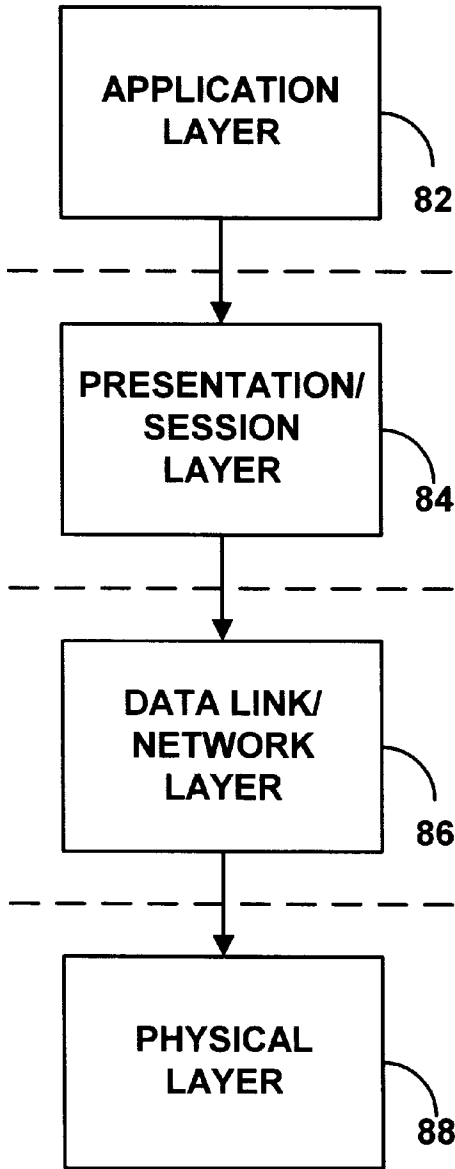 APPLICATION
LAYER
82
PRESENTATION/
SESSION
LAYER
84
DATA LINK/
NETWORK
LAYER
86
PHYSICAL
LAYER
88